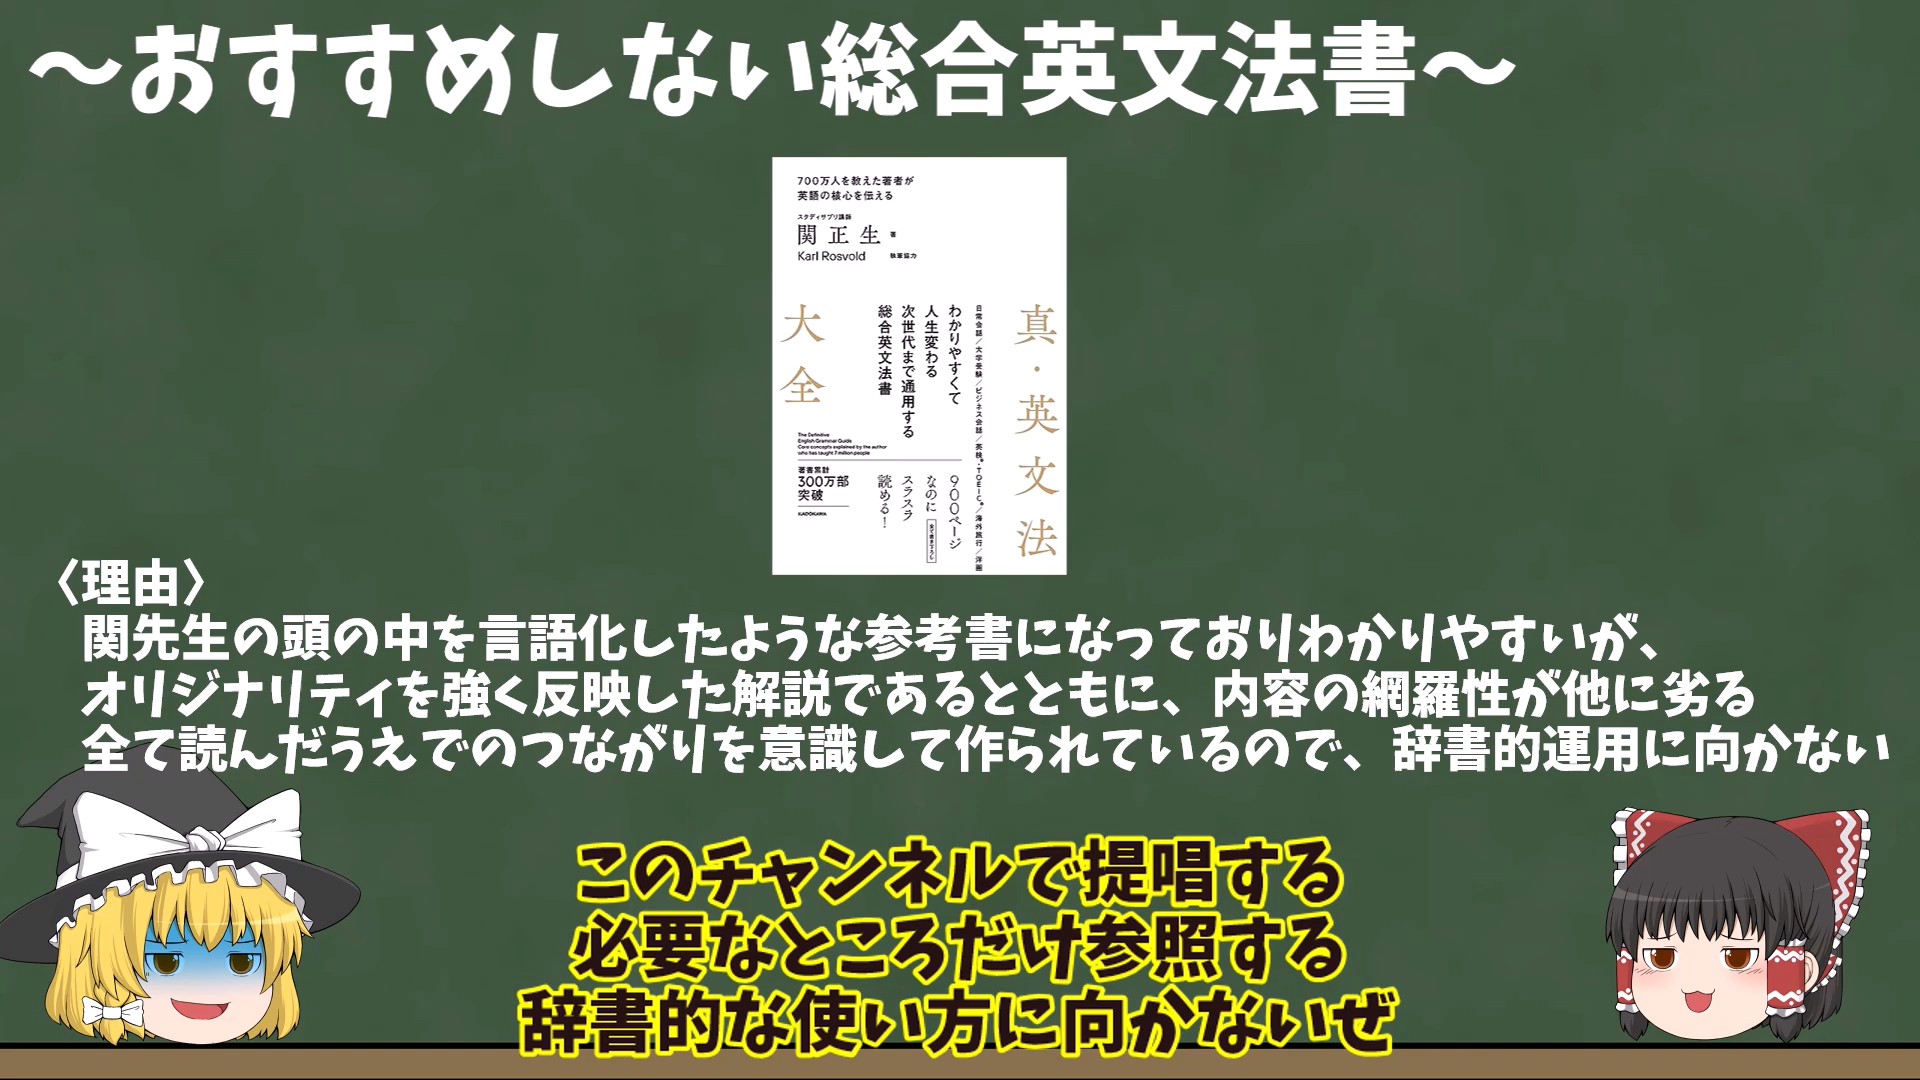 〜おすすめしない総合英文法書〜
700万人を教えた著者が
英語の核心を伝える
スタディサプリ講師
関 正 生 著
Karl Rosvold 執筆協力
真・英文法
大全
日常会話/大学受験/ビジネス会話/英検®・TOEIC®/海外旅行/洋画
わかりやすくて
人生変わる
次世代まで通用する
総合英文法書
The Definitive
English Grammar Guide
Core concepts explained by the author
who has taught 7 million people
著書累計
300万部
突破
KADOKAWA
900ページ
なのに
全て書き下ろし
スラスラ
読める!
〈理由〉
関先生の頭の中を言語化したような参考書になっておりわかりやすいが、
オリジナリティを強く反映した解説であるとともに、内容の網羅性が他に劣る
全て読んだうえでのつながりを意識して作られているので、辞書的運用に向かない
このチャンネルで提唱する
必要なところだけ参照する
辞書的な使い方に向かないぜ